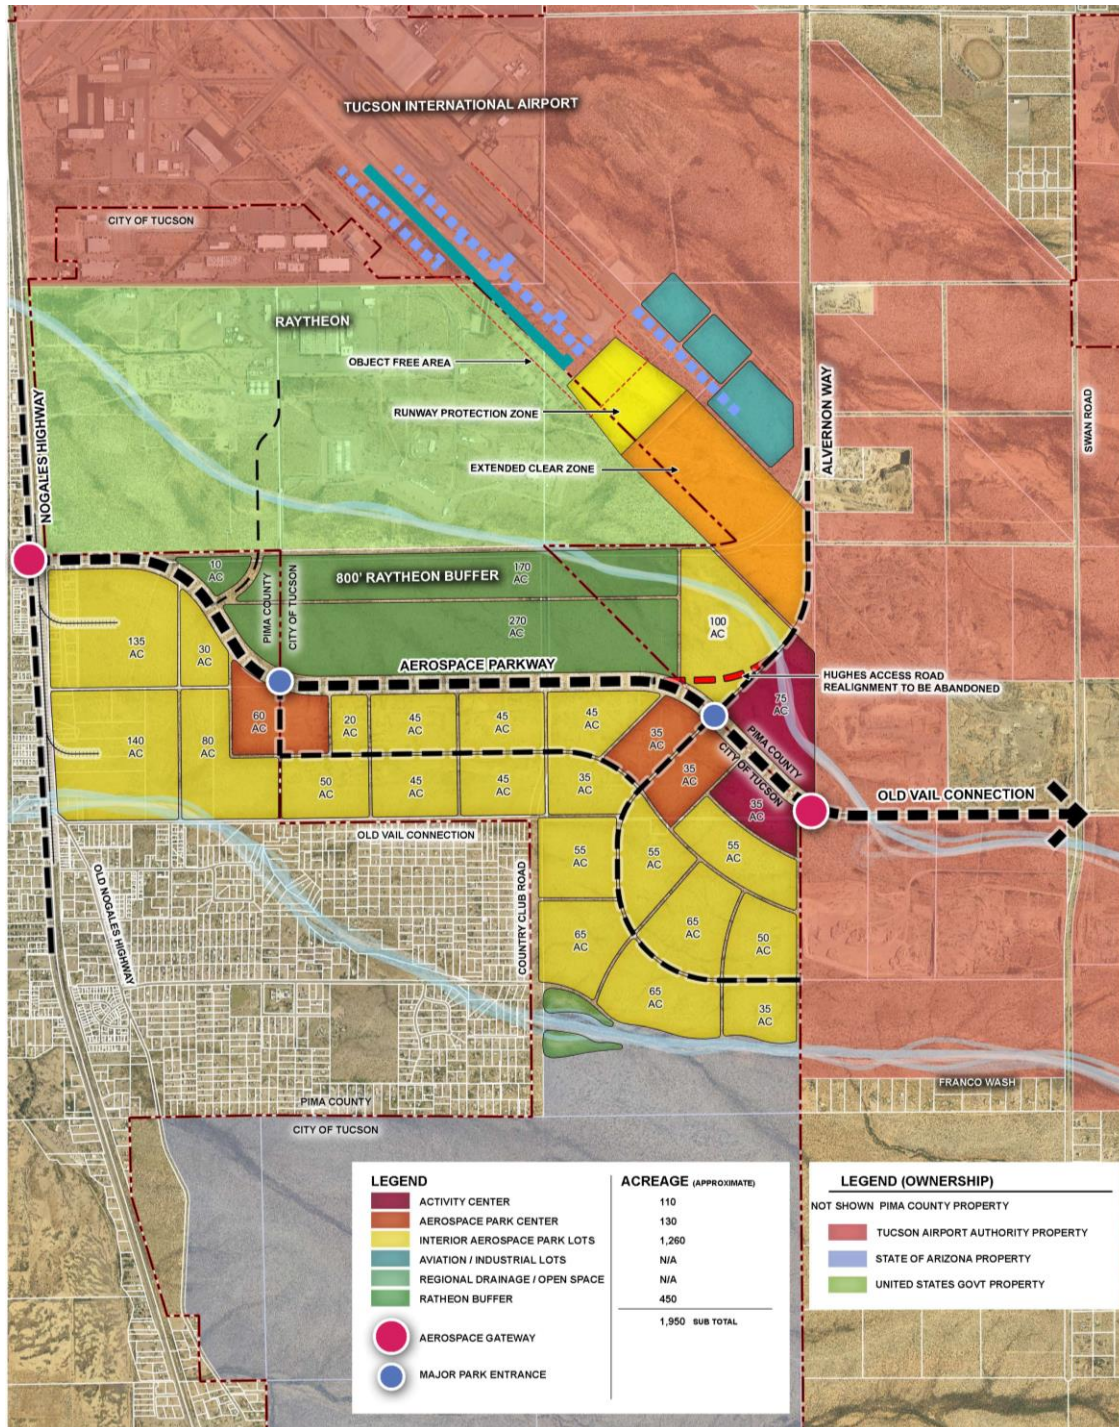 TUCSON INTERNATIONAL AIRPORT
CITY OF TUCSON
RAYTHEON
OBJECT FREE AREA
RUNWAY PROTECTION ZONE
EXTENDED CLEAR ZONE
NOGALES HIGHWAY
ALVERNON WAY
SWAN ROAD
10
AC
800' RAYTHEON BUFFER
170
AC
PIMA COUNTY
CITY OF TUCSON
270
AC
100
AC
135
AC
30
AC
AEROSPACE PARKWAY
HUGHES ACCESS ROAD
REALIGNMENT TO BE ABANDONED
75
AC
60
AC
20
AC
45
AC
45
AC
45
AC
35
AC
PIMA COUNTY
CITY OF TUCSON
140
AC
80
AC
50
AC
45
AC
45
AC
35
AC
35
AC
35
AC
OLD VAIL CONNECTION
OLD VAIL CONNECTION
OLD NOGALES HIGHWAY
COUNTRY CLUB ROAD
55
AC
55
AC
55
AC
65
AC
65
AC
50
AC
65
AC
35
AC
FRANCO WASH
PIMA COUNTY
CITY OF TUCSON
LEGEND
ACREAGE (APPROXIMATE)
ACTIVITY CENTER 110
AEROSPACE PARK CENTER 130
INTERIOR AEROSPACE PARK LOTS 1,260
AVIATION / INDUSTRIAL LOTS N/A
REGIONAL DRAINAGE / OPEN SPACE N/A
RATHEON BUFFER 450
1,950 SUB TOTAL
AEROSPACE GATEWAY
MAJOR PARK ENTRANCE
LEGEND (OWNERSHIP)
NOT SHOWN PIMA COUNTY PROPERTY
TUCSON AIRPORT AUTHORITY PROPERTY
STATE OF ARIZONA PROPERTY
UNITED STATES GOVT PROPERTY